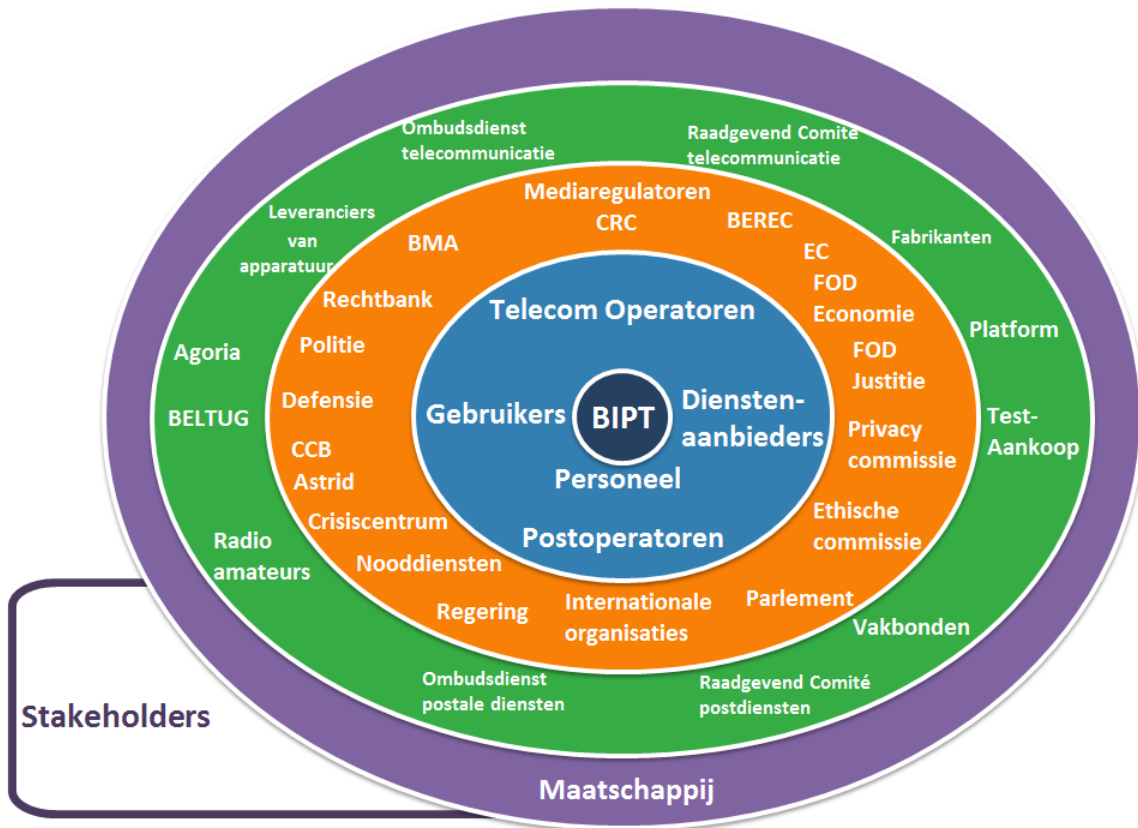 Ombudsdienst
telecommunicatie
Raadgevend Comité
telecommunicatie
Leveranciers
van
apparatuur
Fabrikanten
Agoria
Platform
BELTUG
Test-
Aankoop
Radio
amateurs
Vakbonden
Ombudsdienst
postale diensten
Raadgevend Comité
postdiensten
Mediaregulatoren
CRC
BEREC
BMA
EC
FOD
Economie
Rechtbank
Politie
FOD
Justitie
Defensie
Privacy
commissie
CCB
Astrid
Crisiscentrum
Ethische
commissie
Nooddiensten
Regering
Internationale
organisaties
Parlement
Telecom Operatoren
Gebruikers
BIPT
Diensten-
aanbieders
Personeel
Postoperatoren
Stakeholders
Maatschappij